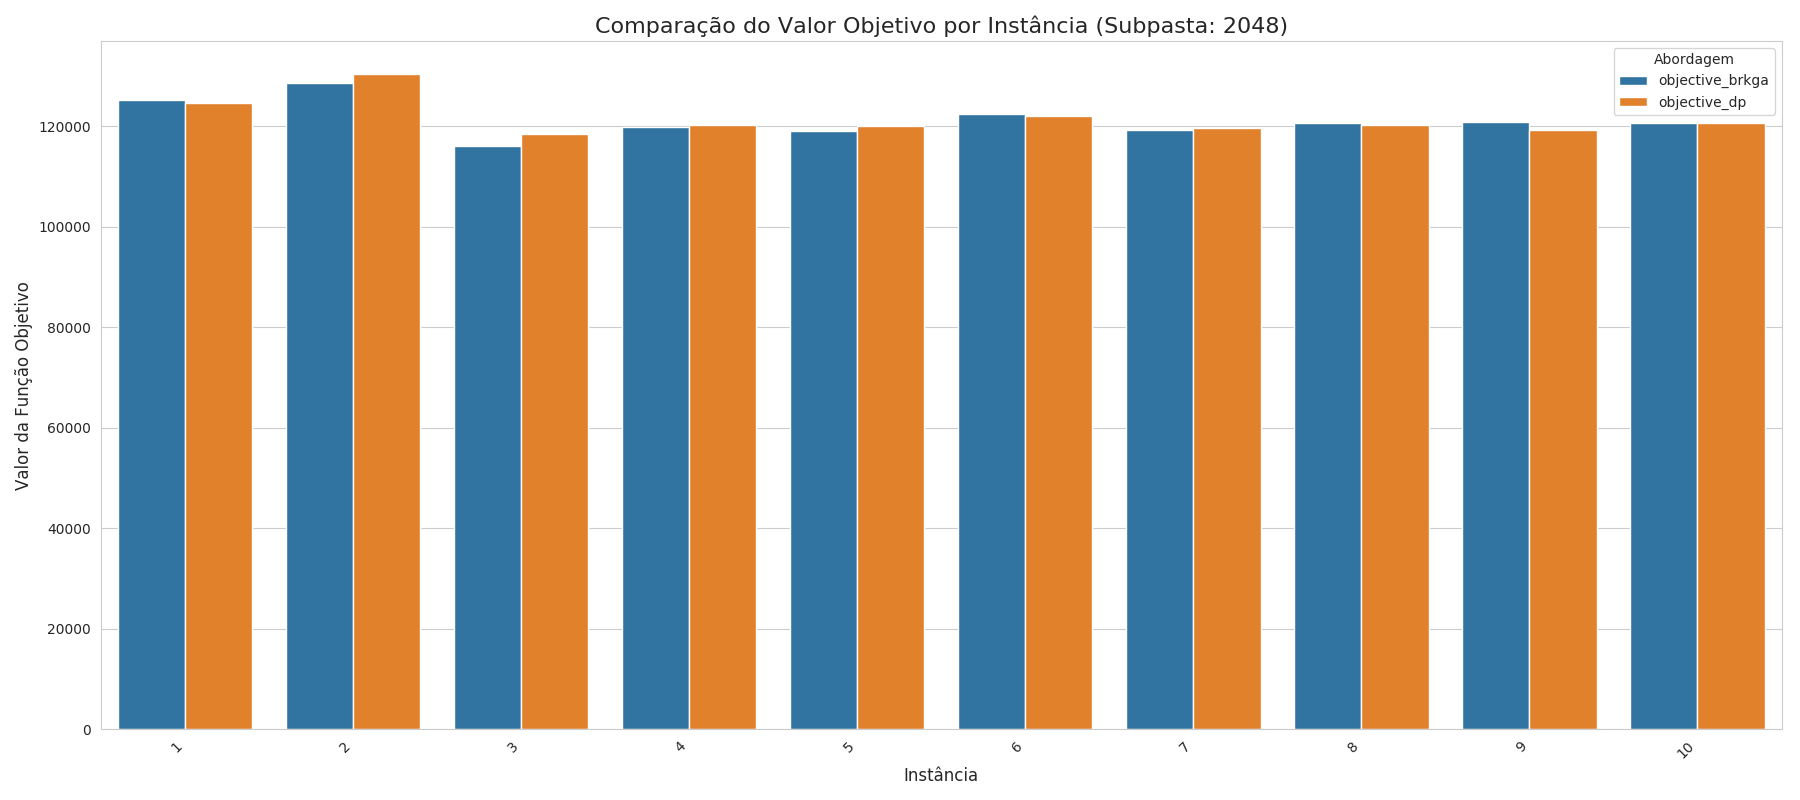 Comparação do Valor Objetivo por Instância (Subpasta: 2048)
Abordagem
objective_brkga
objective_dp
Valor da Função Objetivo
120000
100000
80000
60000
40000
20000
0
1
2
3
4
5
6
7
8
9
10
Instância